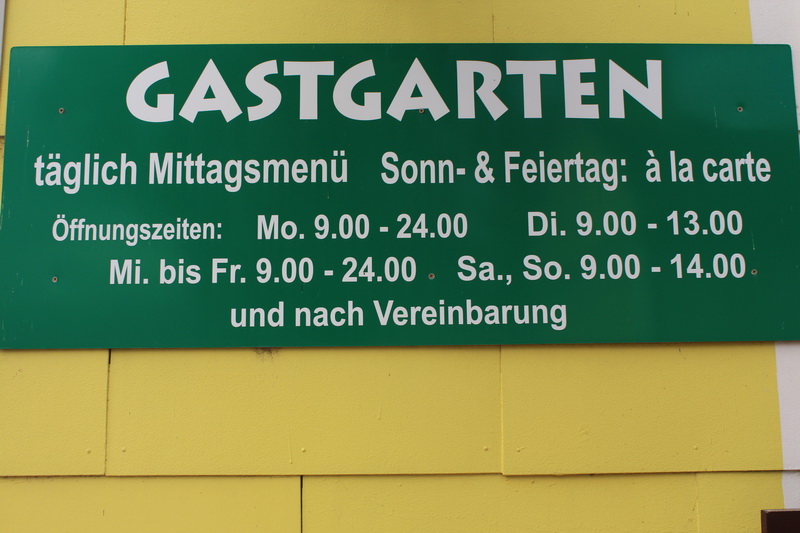 GASTGARTEN
täglich Mittagsmenü Sonn- & Feiertag: à la carte
Öffnungszeiten: Mo. 9.00 - 24.00 Di. 9.00 - 13.00
Mi. bis Fr. 9.00 - 24.00 Sa., So. 9.00 - 14.00
und nach Vereinbarung